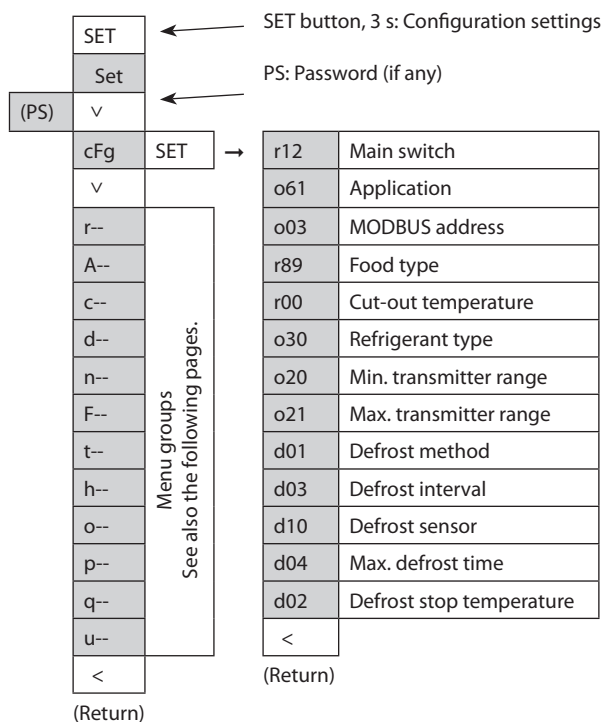 SET
SET button, 3 s: Configuration settings
Set
PS: Password (if any)
(PS) ˅
cFg SET → r12 Main switch
˅ o61 Application
r-- o03 MODBUS address
A-- r89 Food type
c-- r00 Cut-out temperature
d-- o30 Refrigerant type
n-- o20 Min. transmitter range
F-- o21 Max. transmitter range
t-- d01 Defrost method
h-- d03 Defrost interval
o-- d10 Defrost sensor
p-- d04 Max. defrost time
q-- d02 Defrost stop temperature
u-- <
Menu groups
See also the following pages.
< (Return)
(Return)